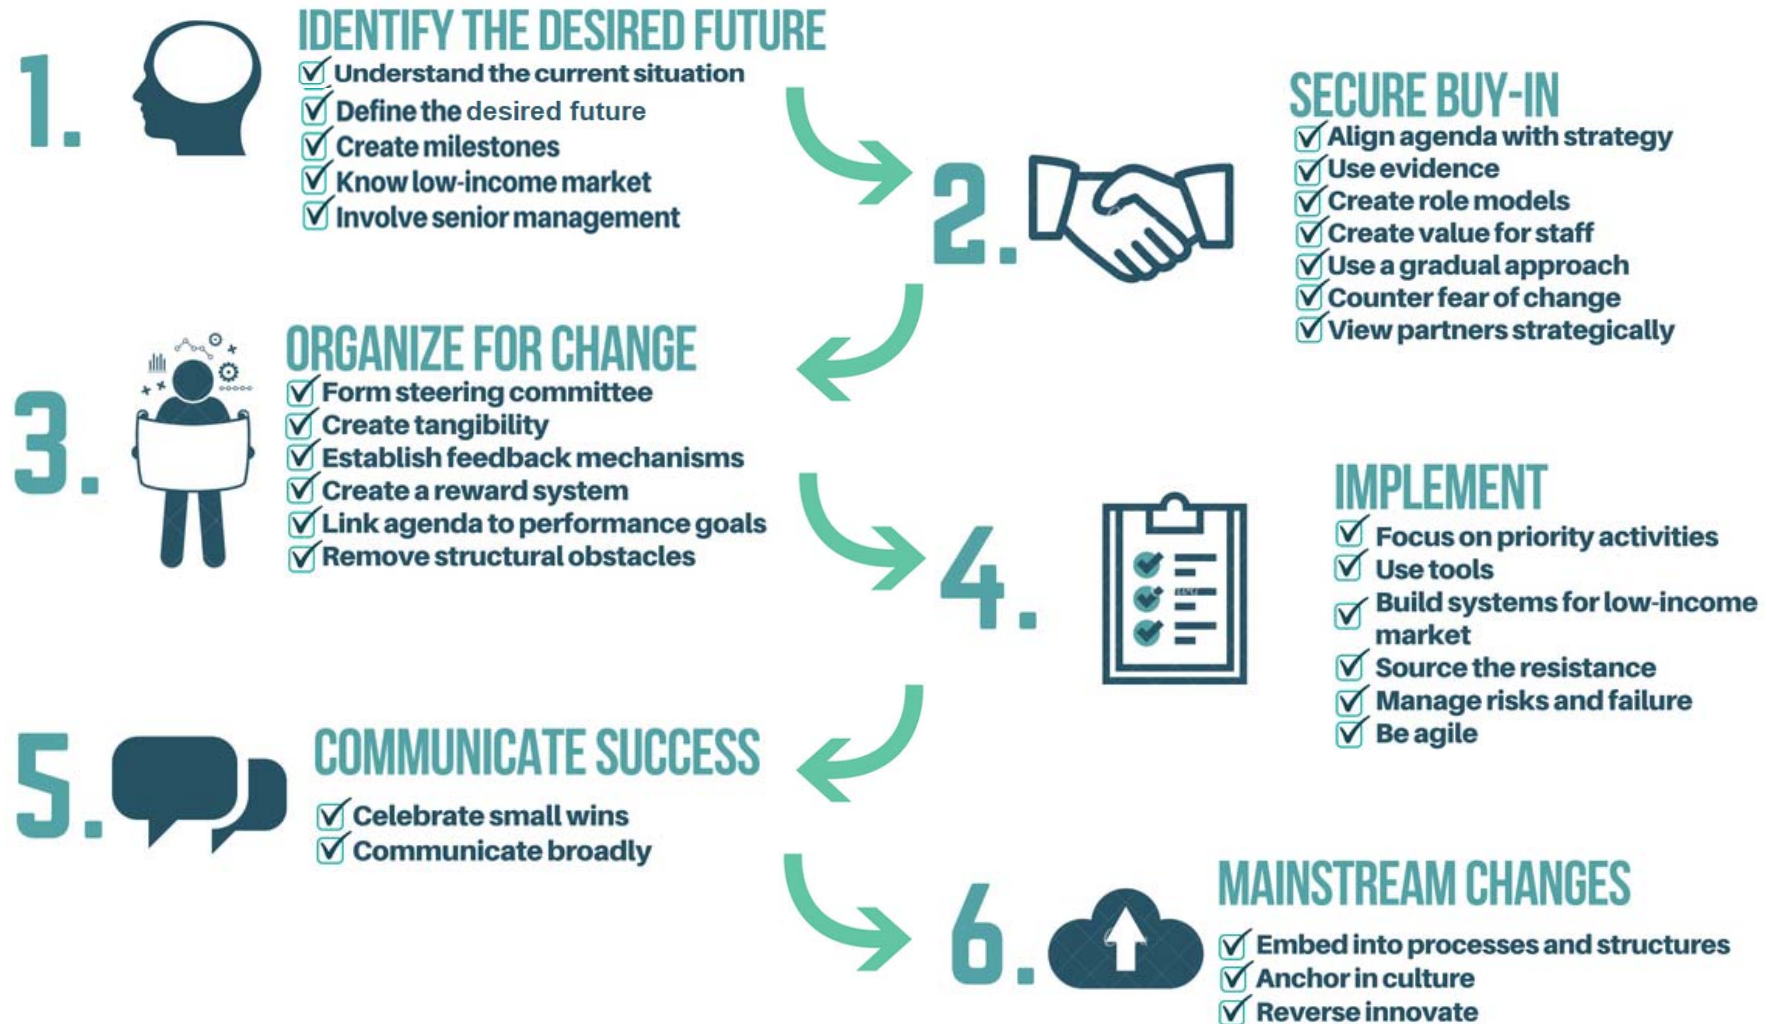 1.
IDENTIFY THE DESIRED FUTURE
Understand the current situation
Define the desired future
Create milestones
Know low-income market
Involve senior management
2.
SECURE BUY-IN
Align agenda with strategy
Use evidence
Create role models
Create value for staff
Use a gradual approach
Counter fear of change
View partners strategically
3.
ORGANIZE FOR CHANGE
Form steering committee
Create tangibility
Establish feedback mechanisms
Create a reward system
Link agenda to performance goals
Remove structural obstacles
4.
IMPLEMENT
Focus on priority activities
Use tools
Build systems for low-income
market
Source the resistance
Manage risks and failure
Be agile
5.
COMMUNICATE SUCCESS
Celebrate small wins
Communicate broadly
6.
MAINSTREAM CHANGES
Embed into processes and structures
Anchor in culture
Reverse innovate